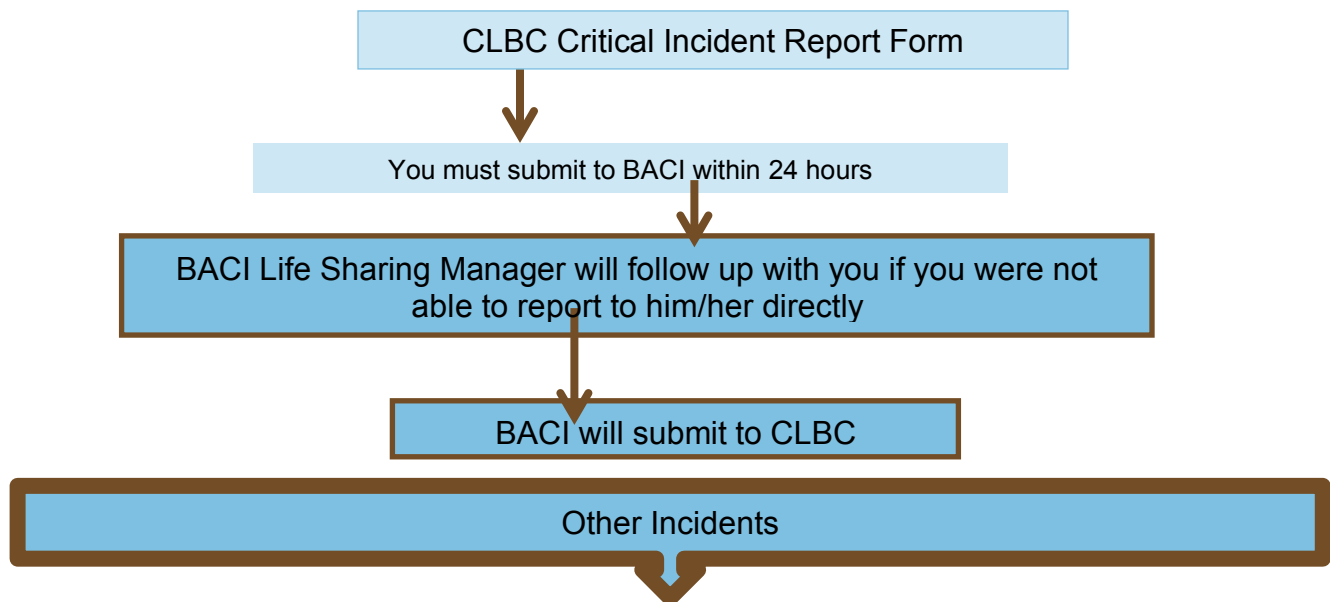 CLBC Critical Incident Report Form
You must submit to BACI within 24 hours
BACI Life Sharing Manager will follow up with you if you were not
able to report to him/her directly
BACI will submit to CLBC
Other Incidents